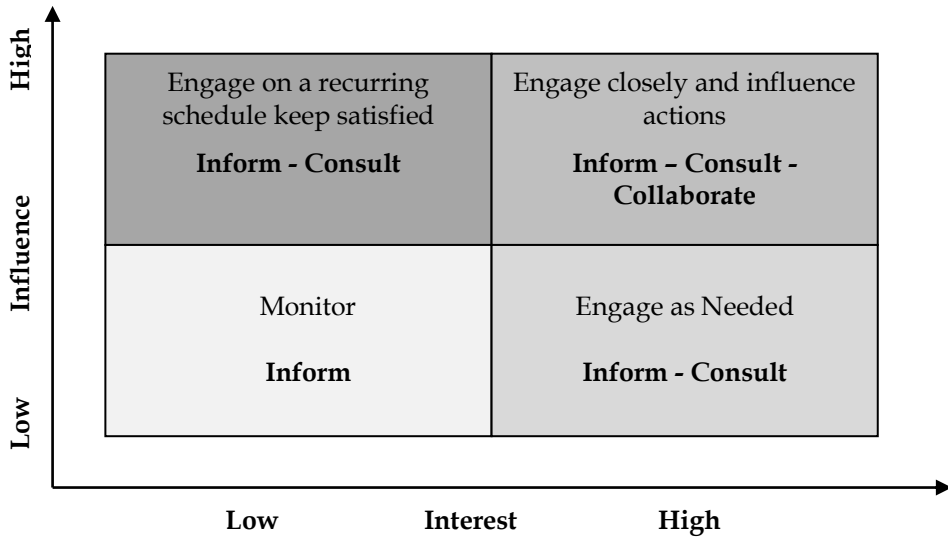 High
Influence
Low
Engage on a recurring
schedule keep satisfied
Inform - Consult
Engage closely and influence
actions
Inform – Consult -
Collaborate
Monitor
Inform
Engage as Needed
Inform - Consult
Low
Interest
High